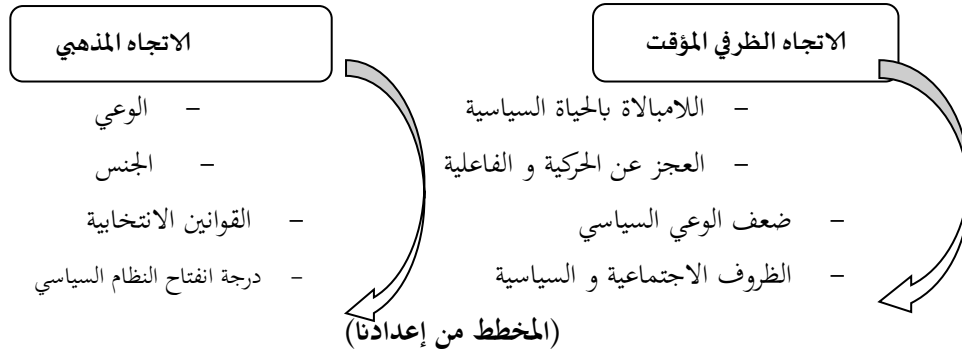 الاتجاه الظرفي المؤقت
– اللامبالاة بالحياة السياسية
– العجز عن الحركية و الفاعلية
– ضعف الوعي السياسي
– الظروف الاجتماعية و السياسية
الاتجاه المذهبي
– الوعي
– الجنس
– القوانين الانتخابية
– درجة انفتاح النظام السياسي
(المخطط من إعدادنا)